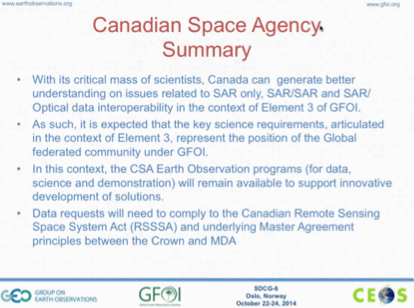 www.earthobservations.org
www.gfoi.org
Canadian Space Agency
Summary
• With its critical mass of scientists, Canada can generate better
understanding on issues related to SAR only, SAR/SAR and SAR/
Optical data interoperability in the context of Element 3 of GFOI.
• As such, it is expected that the key science requirements, articulated
in the context of Element 3, represent the position of the Global
federated community under GFOI.
• In this context, the CSA Earth Observation programs (for data,
science and demonstration) will remain available to support innovative
development of solutions.
• Data requests will need to comply to the Canadian Remote Sensing
Space System Act (RSSSA) and underlying Master Agreement
principles between the Crown and MDA
GEO GROUP ON
EARTH OBSERVATIONS
GFOI
SDCG-6
Oslo, Norway
October 22-24, 2014
CEOS